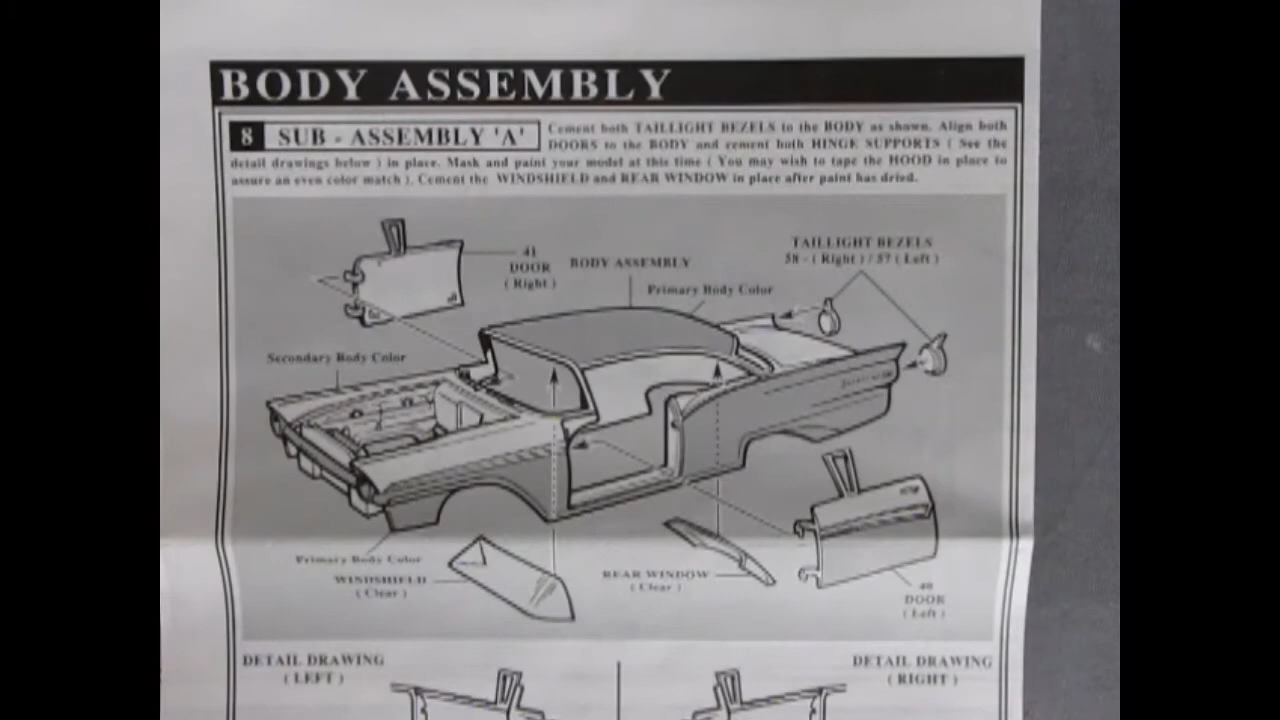 BODY ASSEMBLY
8 SUB - ASSEMBLY 'A'
Cement both TAILLIGHT BEZELS to the BODY as shown. Align both
DOORS to the BODY and cement both HINGE SUPPORTS ( See the
detail drawings below ) in place. Mask and paint your model at this time ( You may wish to tape the HOOD in place to
assure an even color match ). Cement the WINDSHIELD and REAR WINDOW in place after paint has dried.
41
DOOR
( Right )
BODY ASSEMBLY
Primary Body Color
TAILLIGHT BEZELS
58 - ( Right ) / 57 ( Left )
Secondary Body Color
Primary Body Color
WINDSHIELD
( Clear )
REAR WINDOW
( Clear )
40
DOOR
( Left )
DETAIL DRAWING
( LEFT )
DETAIL DRAWING
( RIGHT )